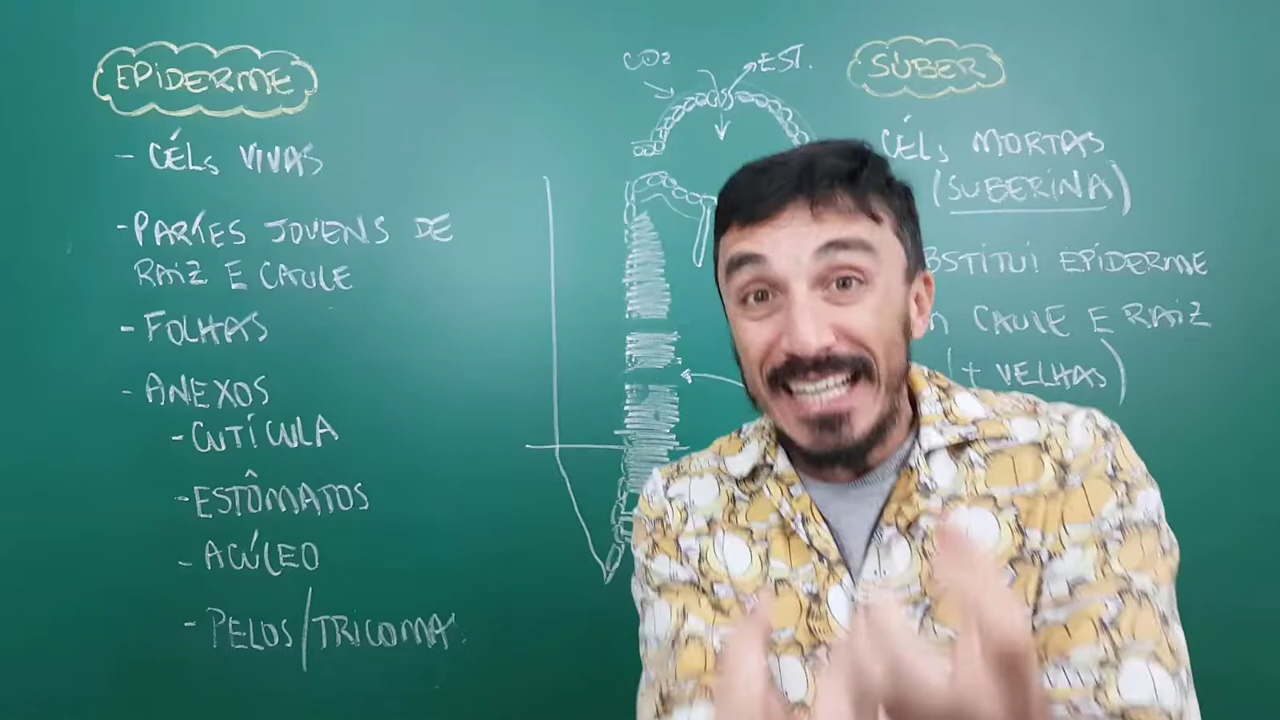 EPIDERME
- CÉLS VIVAS
- PARTES JOVENS DE
RAIZ E CAULE
- FOLHAS
- ANEXOS
- CUTÍCULA
- ESTÔMATOS
- ACÚLEO
- PELOS/TRICOMAS
CO2
EST.
SÚBER
CÉLS MORTAS
(SUBERINA)
EPIDERME
CAULE E RAIZ
(+ VELHAS)